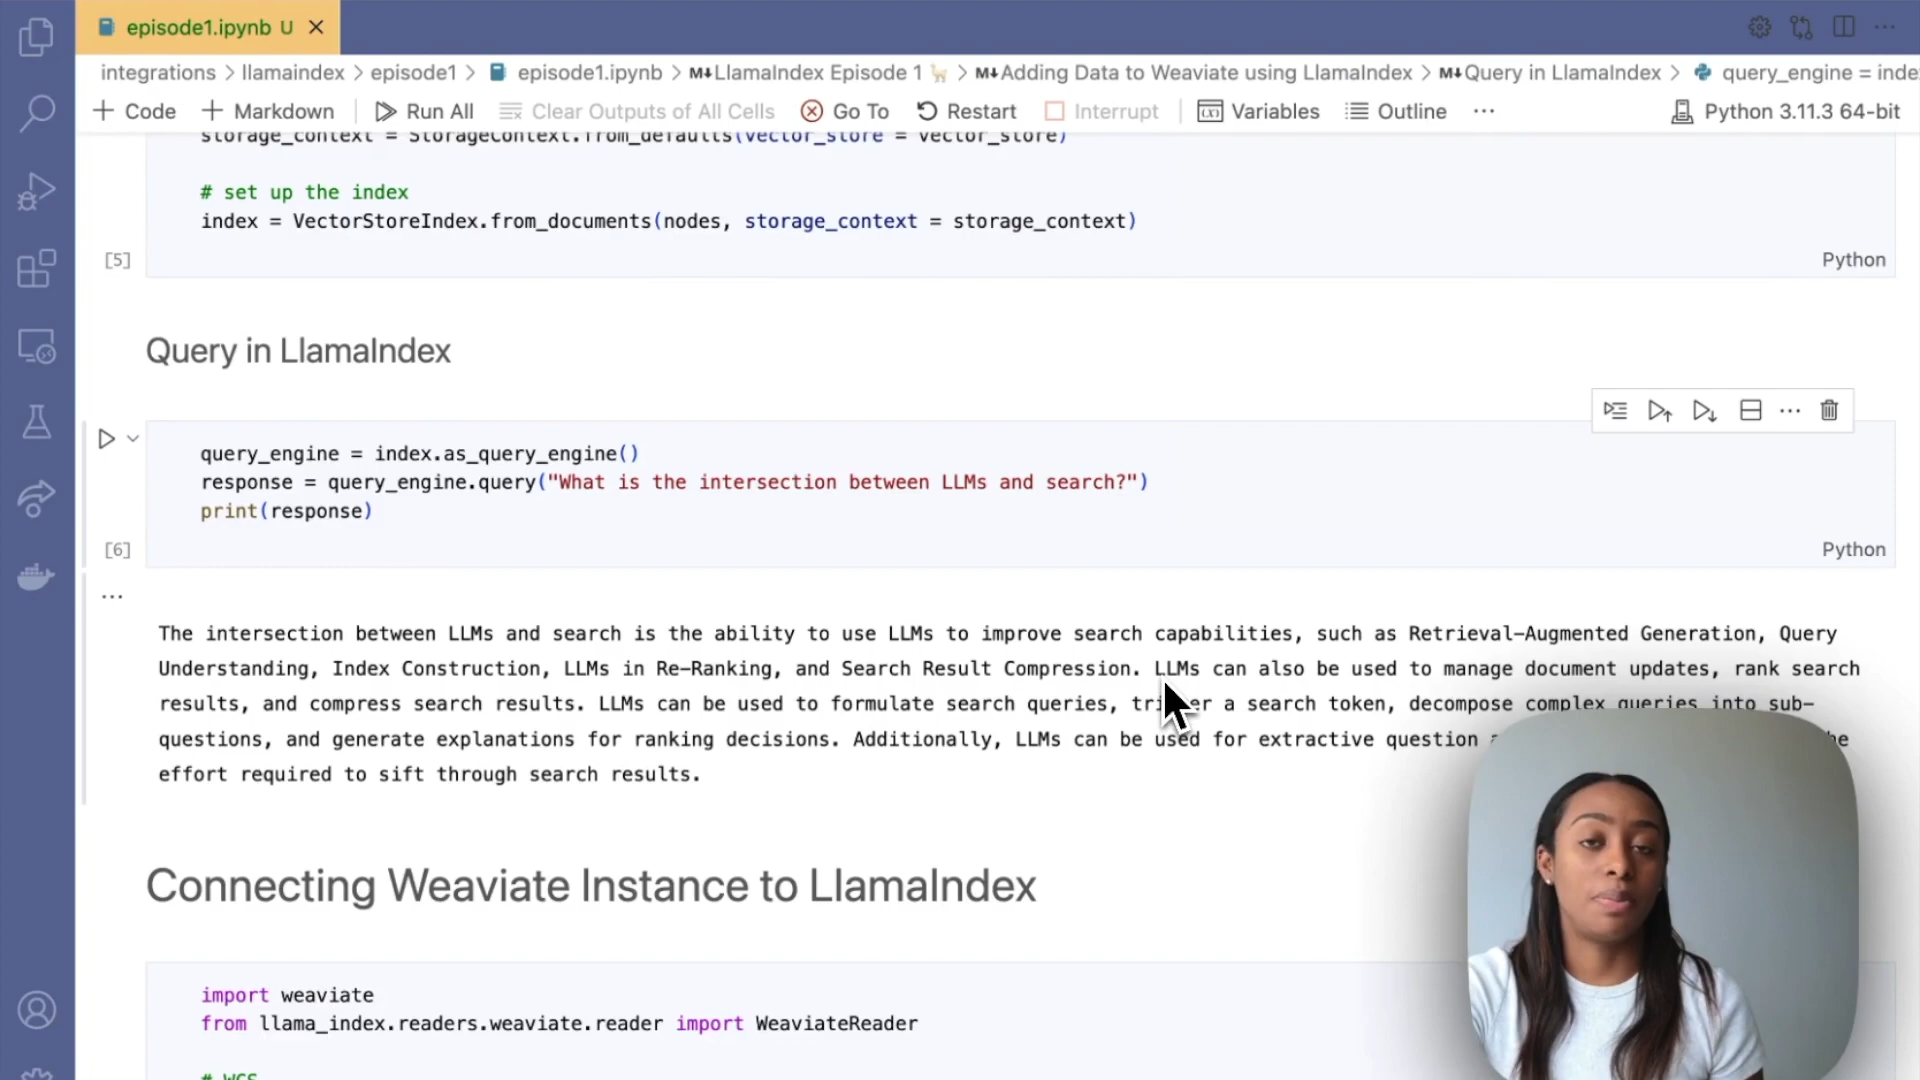 episode1.ipynb U
integrations > llamaindex > episode1 > episode1.ipynb > M↓LlamaIndex Episode 1 🦙 > M↓Adding Data to Weaviate using LlamaIndex > M↓Query in LlamaIndex > query_engine = inde
+ Code + Markdown Run All Clear Outputs of All Cells Go To Restart Interrupt Variables Outline ··· Python 3.11.3 64-bit
storage_context = StorageContext.from_defaults(vector_store = vector_store)
# set up the index
index = VectorStoreIndex.from_documents(nodes, storage_context = storage_context)
[5] Python
Query in LlamaIndex
query_engine = index.as_query_engine()
response = query_engine.query("What is the intersection between LLMs and search?")
print(response)
[6] Python
...
The intersection between LLMs and search is the ability to use LLMs to improve search capabilities, such as Retrieval-Augmented Generation, Query
Understanding, Index Construction, LLMs in Re-Ranking, and Search Result Compression. LLMs can also be used to manage document updates, rank search
results, and compress search results. LLMs can be used to formulate search queries, trigger a search token, decompose complex queries into sub-
questions, and generate explanations for ranking decisions. Additionally, LLMs can be used for extractive question
effort required to sift through search results.
Connecting Weaviate Instance to LlamaIndex
import weaviate
from llama_index.readers.weaviate.reader import WeaviateReader
# WCS